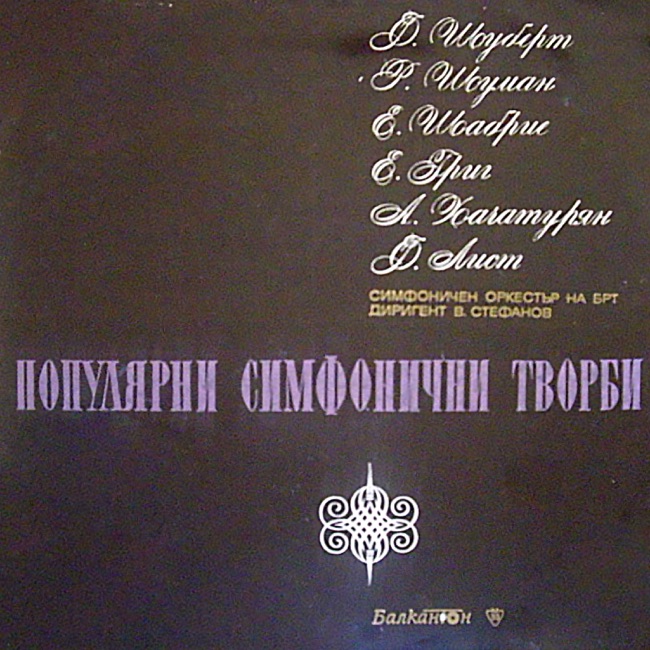 Ф. Шуберт
Р. Шуман
Е. Шабрие
Е. Григ
А. Хачатурян
Ф. Лист
СИМФОНИЧЕН ОРКЕСТЪР НА БРТ
ДИРИГЕНТ В. СТЕФАНОВ
ПОПУЛЯРНИ СИМФОНИЧНИ ТВОРБИ
Балкантон